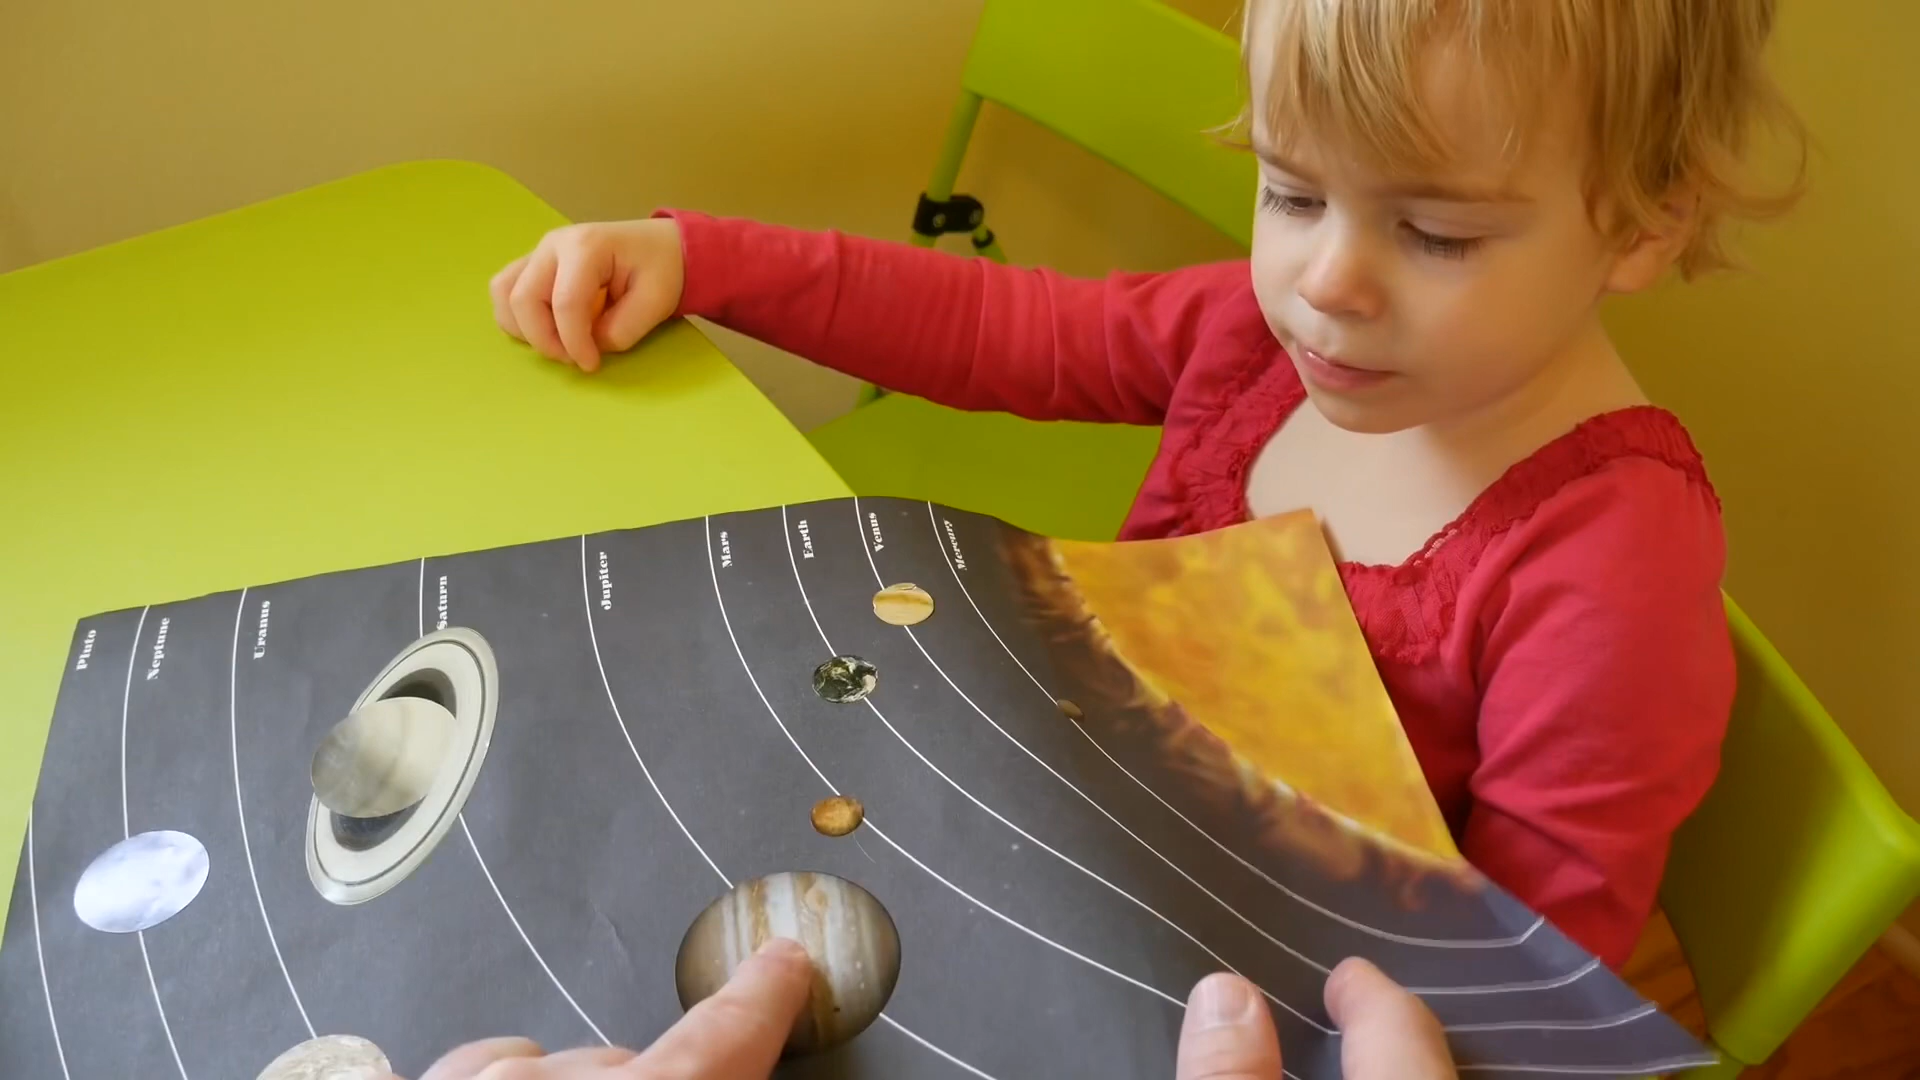 Pluto
Neptune
Uranus
Saturn
Jupiter
Mars
Earth
Venus
Mercury